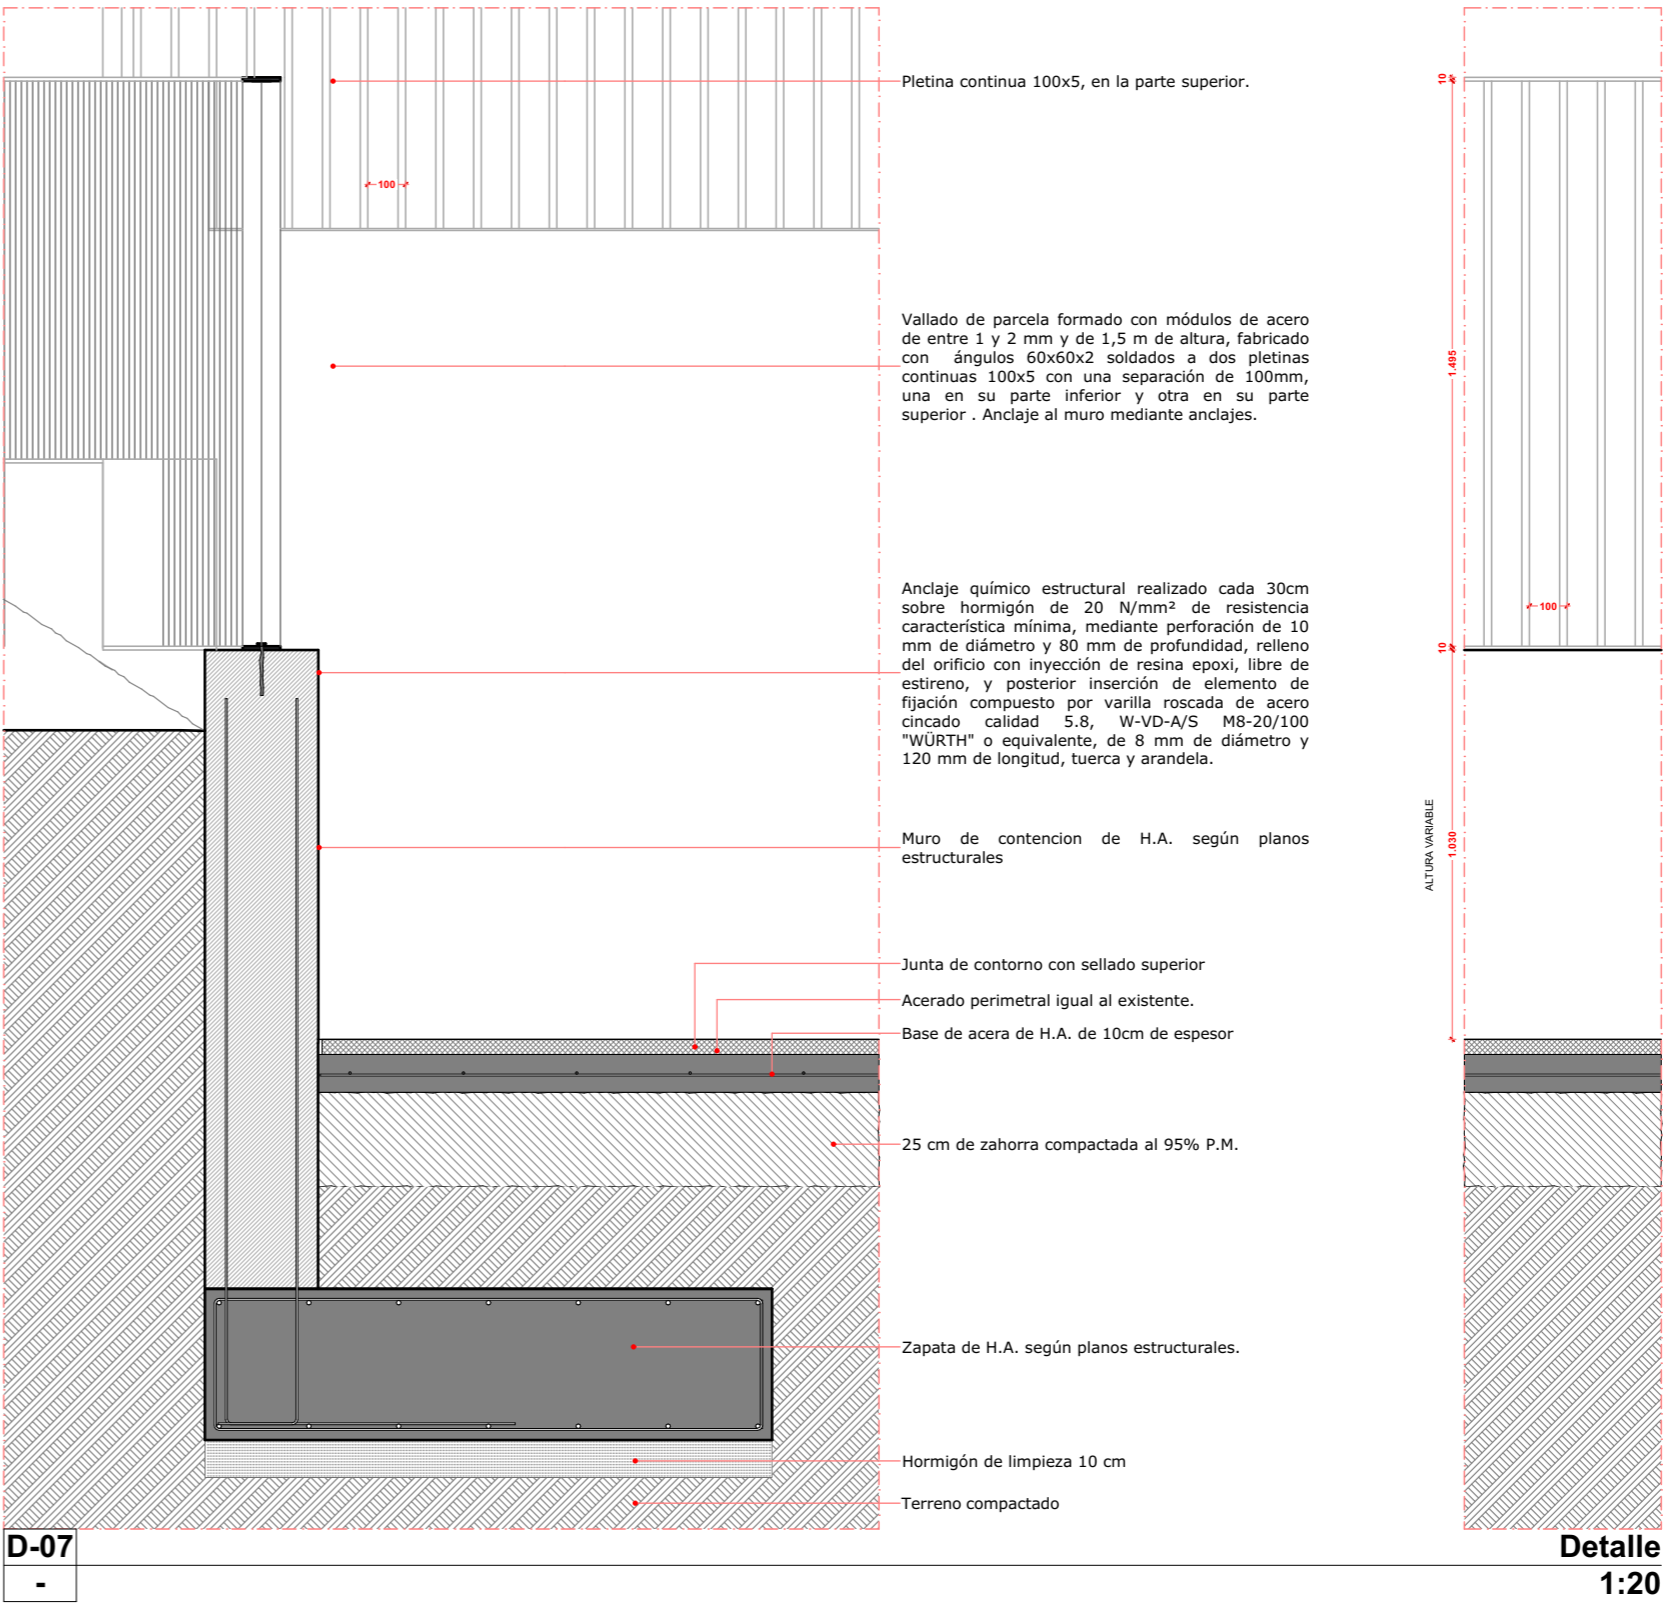 Pletina continua 100x5, en la parte superior.
10
100
Vallado de parcela formado con módulos de acero
de entre 1 y 2 mm y de 1,5 m de altura, fabricado
con ángulos 60x60x2 soldados a dos pletinas
continuas 100x5 con una separación de 100mm,
una en su parte inferior y otra en su parte
superior . Anclaje al muro mediante anclajes.
1.495
Anclaje químico estructural realizado cada 30cm
sobre hormigón de 20 N/mm² de resistencia
característica mínima, mediante perforación de 10
mm de diámetro y 80 mm de profundidad, relleno
del orificio con inyección de resina epoxi, libre de
estireno, y posterior inserción de elemento de
fijación compuesto por varilla roscada de acero
cincado calidad 5.8, W-VD-A/S M8-20/100
"WÜRTH" o equivalente, de 8 mm de diámetro y
120 mm de longitud, tuerca y arandela.
100
10
Muro de contencion de H.A. según planos
estructurales
ALTURA VARIABLE
1.030
Junta de contorno con sellado superior
Acerado perimetral igual al existente.
Base de acera de H.A. de 10cm de espesor
25 cm de zahorra compactada al 95% P.M.
Zapata de H.A. según planos estructurales.
Hormigón de limpieza 10 cm
Terreno compactado
D-07
-
Detalle
1:20